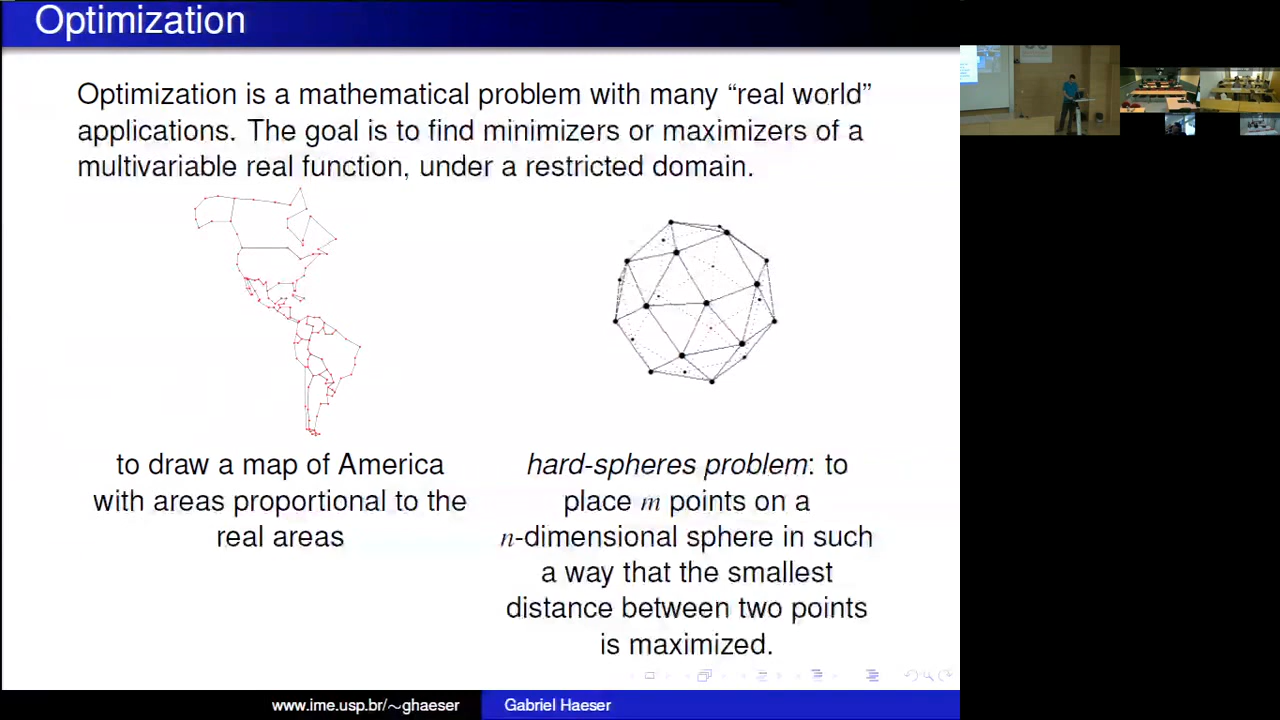 Optimization
Optimization is a mathematical problem with many “real world”
applications. The goal is to find minimizers or maximizers of a
multivariable real function, under a restricted domain.
to draw a map of America
with areas proportional to the
real areas
hard-spheres problem: to
place m points on a
n-dimensional sphere in such
a way that the smallest
distance between two points
is maximized.
www.ime.usp.br/∼ghaeser
Gabriel Haeser